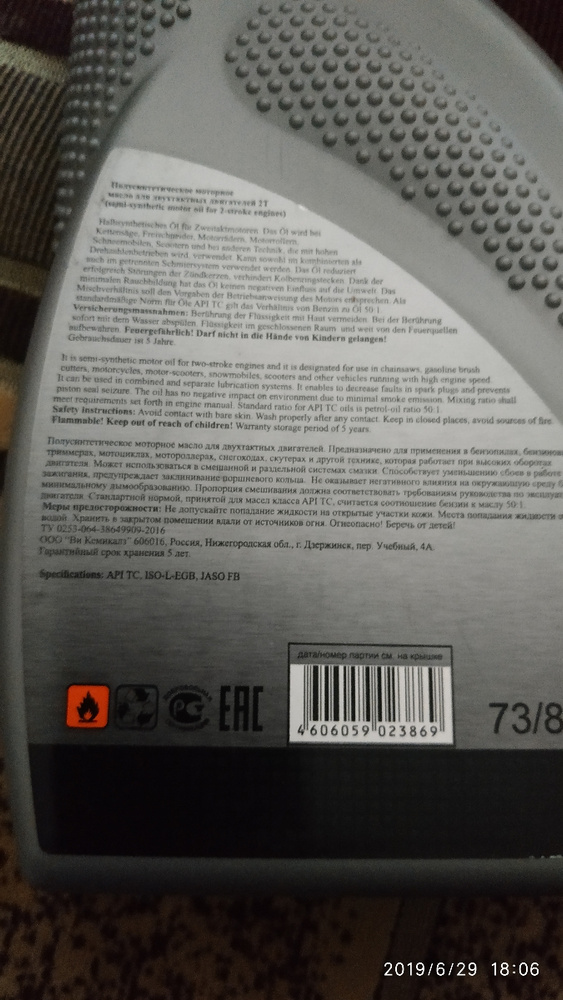 Полусинтетическое моторное
масло для двухтактных двигателей 2Т
(semi-synthetic motor oil for 2-stroke engines)
Halbsynthetisches Öl für Zweitaktmotoren. Das Öl wird bei
Kettensäge, Freischneider, Motorrädern, Motorrollern,
Schneemobilen, Scootern und bei anderen Technik, die mit hohen
Drehzahlenbetrieben wird, verwendet. Kann sowohl im kombinierten als
auch im getrennten Schmiersystem verwendet werden. Das Öl reduziert
erfolgreich Störungen der Zündkerzen, verhindert Kolbenringstecken. Dank der
minimalen Rauchbildung hat das Öl keinen negativen Einfluss auf die Umwelt. Das
Mischverhältnis soll den Vorgaben der Betriebsanweisung des Motors entsprechen. Als
standardmäßige Norm für Öle API TC gilt das Verhältnis von Benzin zu Öl 50:1.
Versicherungsmassnahmen: Berührung der Flüssigkeit mit Haut vermeiden. Bei der Berührung
sofort mit dem Wasser abspülen. Flüssigkeit im geschlossenen Raum und weit von den Feuerquellen
aufbewahren. Feuergefährlich! Darf nicht in die Hände von Kindern gelangen!
Gebrauchsdauer ist 5 Jahre.
It is semi-synthetic motor oil for two-stroke engines and it is designated for use in chainsaws, gasoline brush
cutters, motorcycles, motor-scooters, snowmobiles, scooters and other vehicles running with high engine speed.
It can be used in combined and separate lubrication systems. It enables to decrease faults in spark plugs and prevents
piston seal seizure. The oil has no negative impact on environment due to minimal smoke emission. Mixing ratio shall
meet requirements set forth in engine manual. Standard ratio for API TC oils is petrol-oil ratio 50:1.
Safety instructions: Avoid contact with bare skin. Wash properly after any contact. Keep in closed places, avoid sources of fire.
Flammable! Keep out of reach of children! Warranty storage period of 5 years.
Полусинтетическое моторное масло для двухтактных двигателей. Предназначено для применения в бензопилах,
триммерах, мотоциклах, мотороллерах, снегоходах, скутерах и другой технике, которая работает при высоких оборотах
двигателя. Может использоваться в смешанной и раздельной системах смазки. Способствует уменьшению сбоев в работе
зажигания, предупреждает заклинивание поршневого кольца. Не оказывает негативного влияния на окружающую среду
минимальному дымообразованию. Пропорция смешивания должна соответствовать требованиям руководства по
двигателя. Стандартной нормой, принятой для масел класса API TC, считается соотношение бензин к маслу 50:1.
Меры предосторожности: Не допускайте попадание жидкости на открытые участки кожи. Места попадания жидкости
водой. Хранить в закрытом помещении вдали от источников огня. Огнеопасно! Беречь от детей!
ТУ 0253-064-38649909-2016
ООО "Ви Кемикалз" 606016, Россия, Нижегородская обл., г. Дзержинск, пер. Учебный, 4А.
Гарантийный срок хранения 5 лет.
Specifications: API TC, ISO-L-EGB, JASO FB
дата/номер партии см. на крышке
EAC
4 606059 023869
73/8
2019/6/29 18:06